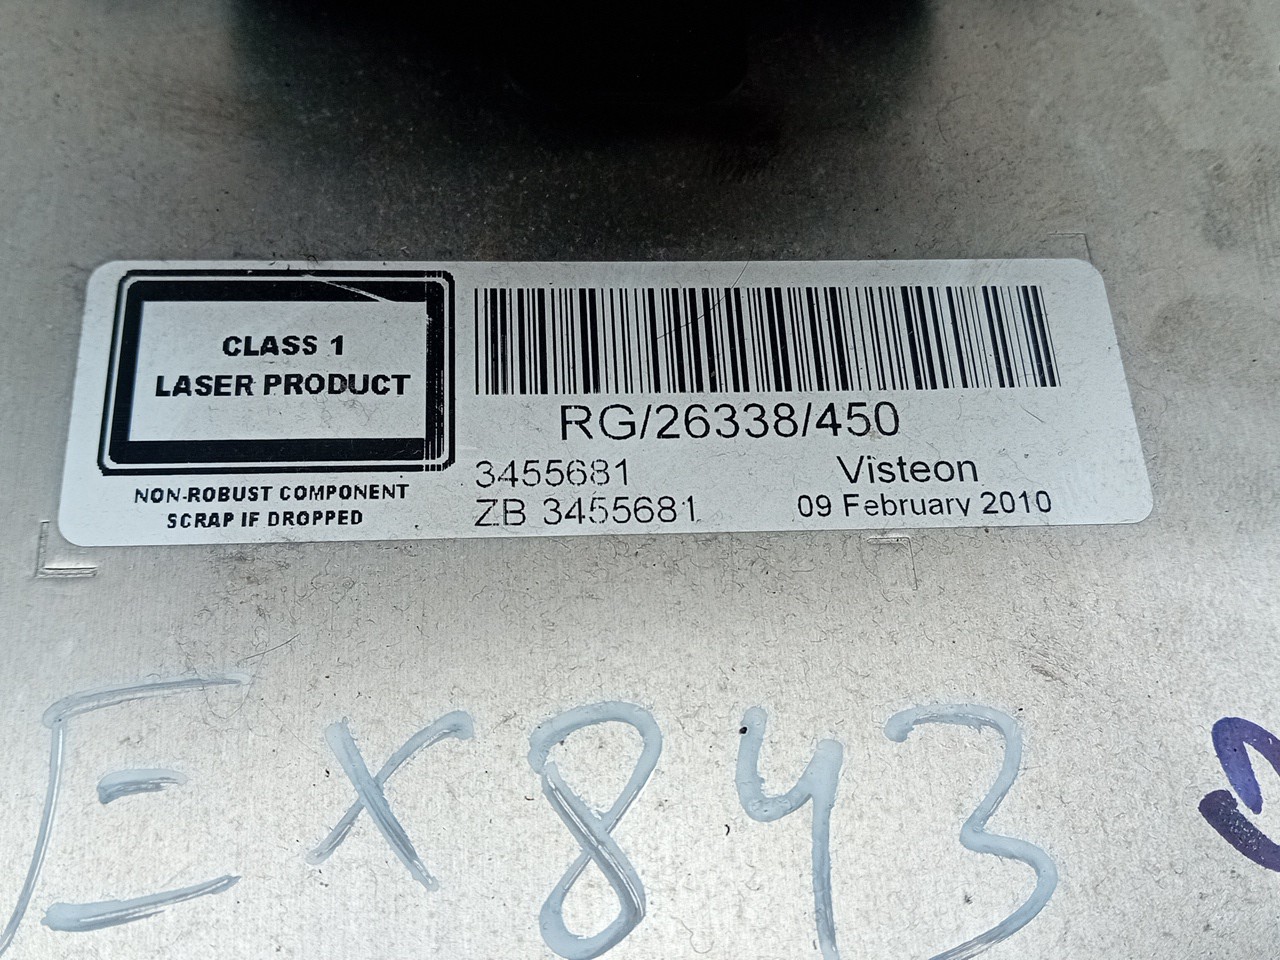 CLASS 1
LASER PRODUCT
NON-ROBUST COMPONENT
SCRAP IF DROPPED
RG/26338/450
3455681
ZB 3455681
Visteon
09 February 2010
EX843